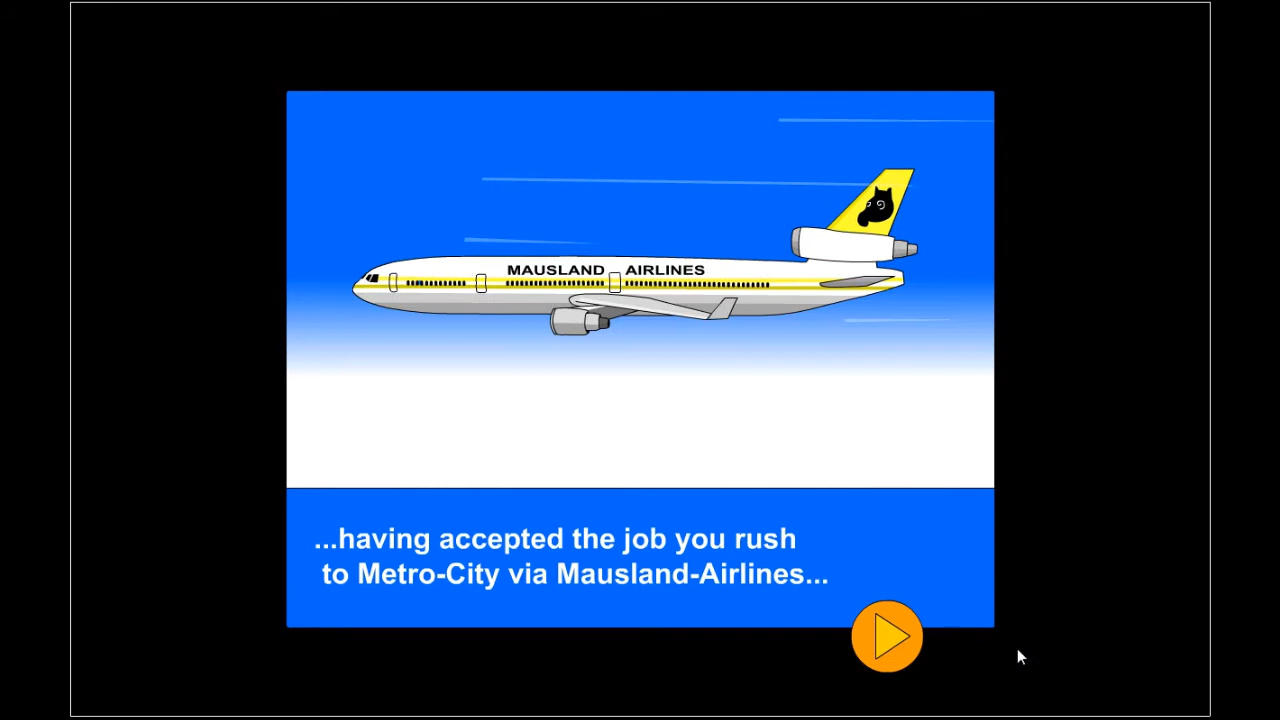 MAUSLAND AIRLINES
...having accepted the job you rush
to Metro-City via Mausland-Airlines...